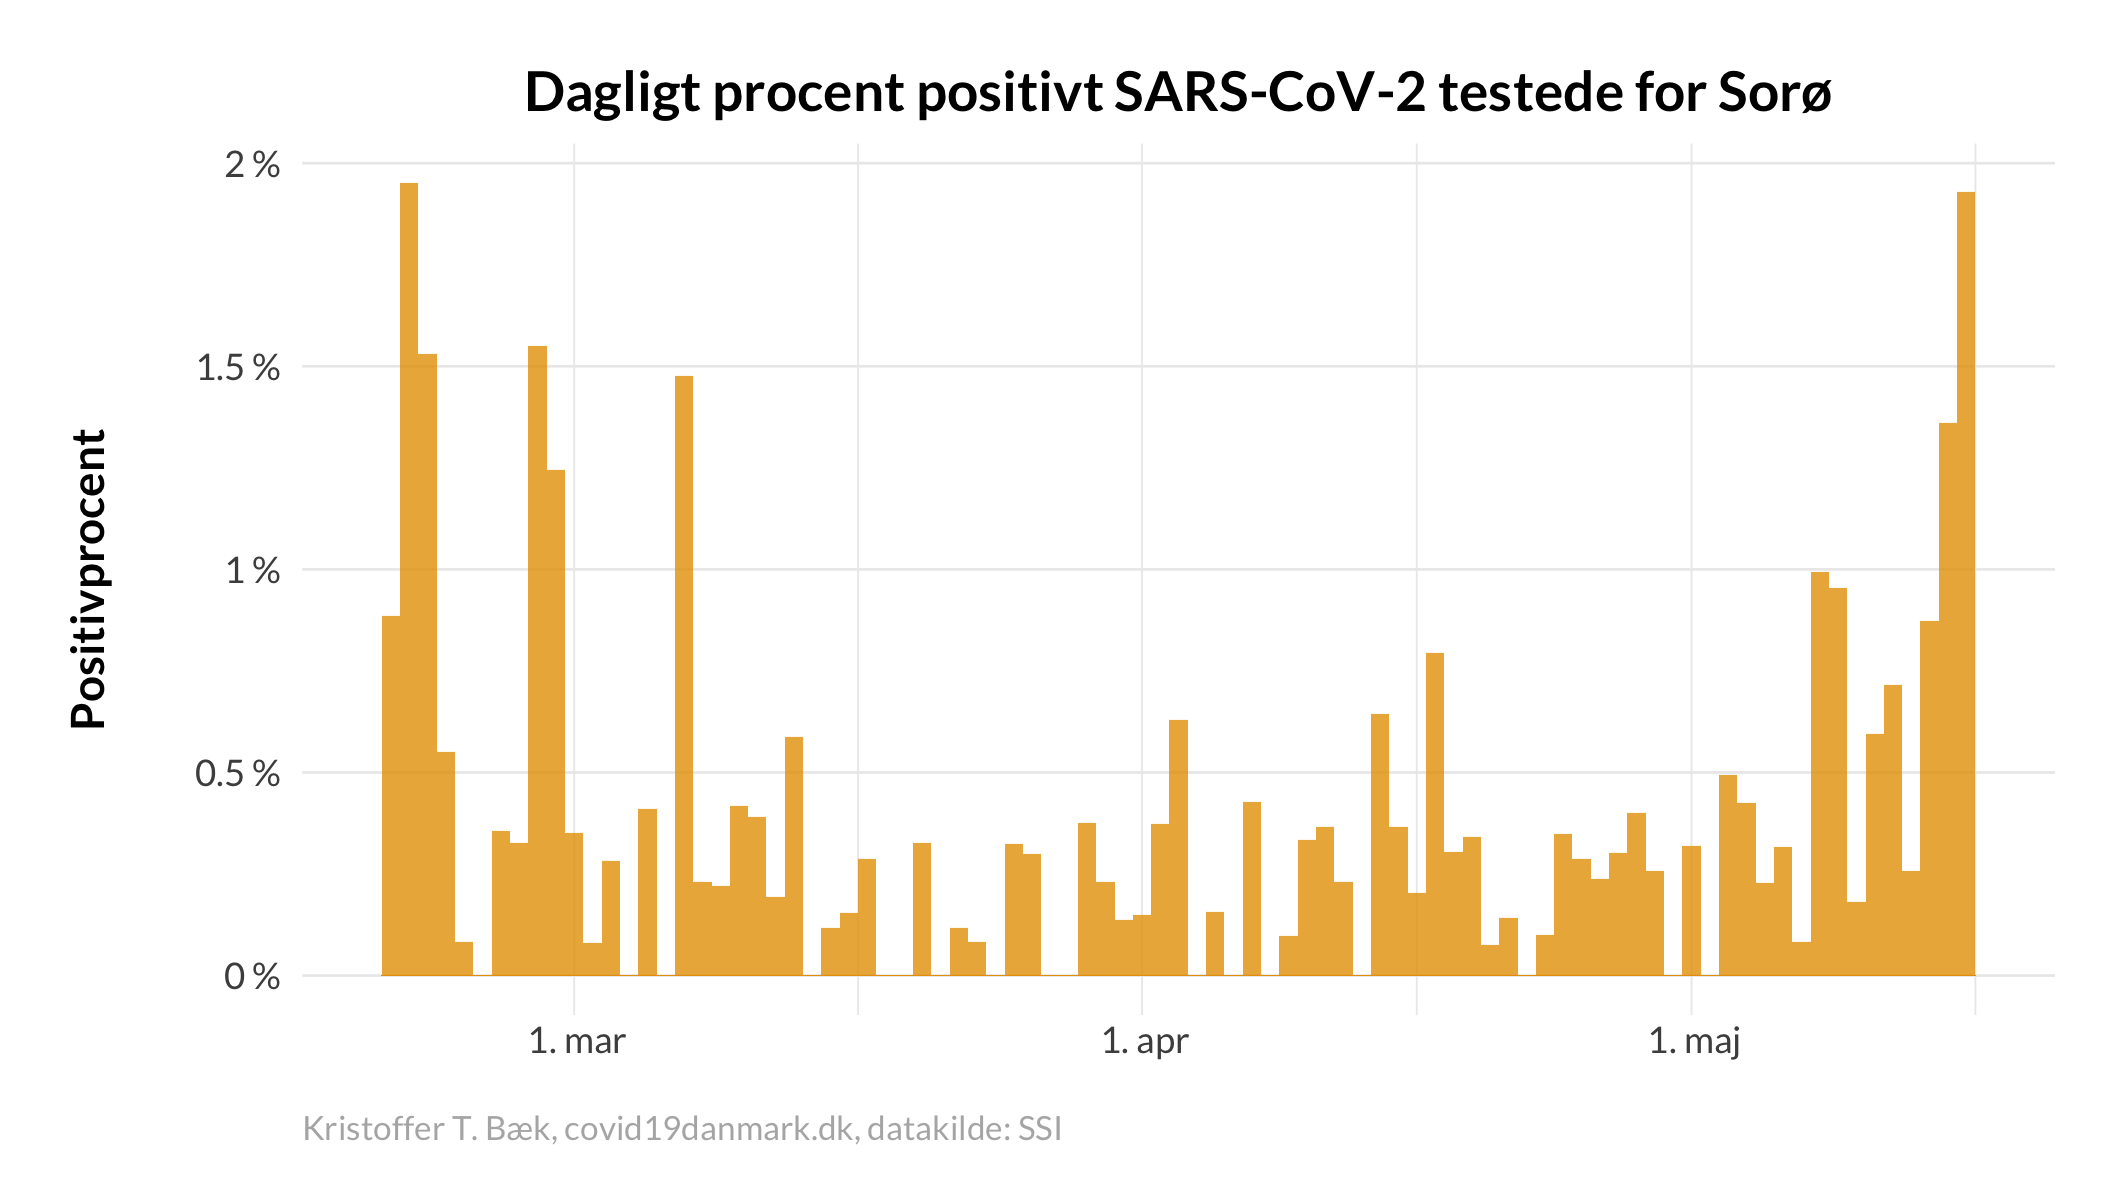 Dagligt procent positivt SARS-CoV-2 testede for Sorø
Positivprocent
2 %
1.5 %
1 %
0.5 %
0 %
1. mar
1. apr
1. maj
Kristoffer T. Bæk, covid19danmark.dk, datakilde: SSI